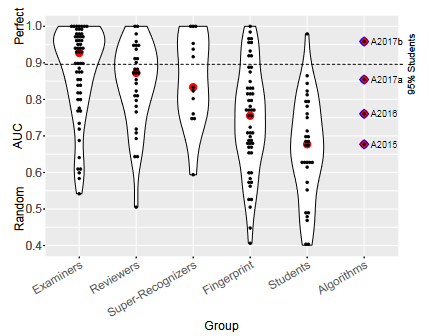 Perfect
AUC
Random
1.0
0.9
0.8
0.7
0.6
0.5
0.4
A2017b
A2017a
A2016
A2015
95% Students
Examiners
Reviewers
Super-Recognizers
Fingerprint
Students
Algorithms
Group